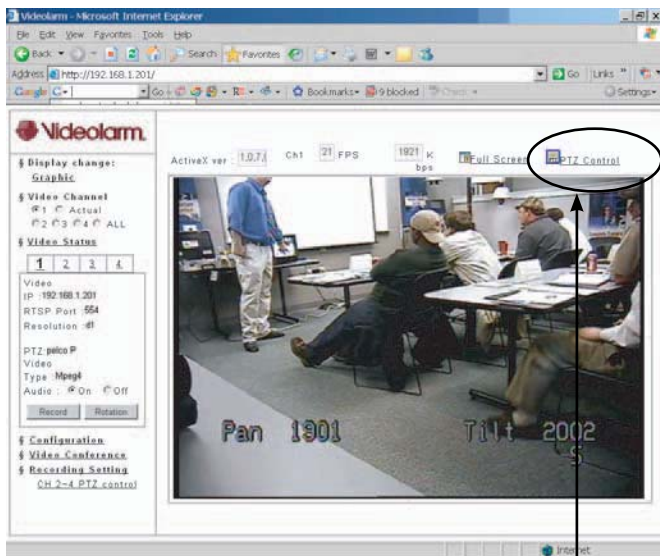 Videolarm - Microsoft Internet Explorer
File Edit View Favorites Tools Help
Back Search Favorites
Address http://192.168.1.201/ Go Links »
Google G- Go Bookmarks 9 blocked Check Settings
Videolarm
ActiveX ver : 1,0,7,( Ch1 21 FPS 1921 K bps Full Screen PTZ Control
§ Display change:
Graphic
§ Video Channel
1 Actual
2 3 4 ALL
§ Video Status
1 2 3 4
Video
IP :192.168.1.201
RTSP Port :554
Resolution :d1
PTZ:pelco P
Video
Type :Mpeg4
Audio : On Off
Record Rotation
Pan 1901 Tilt 2002
S
§ Configuration
§ Video Conference
§ Recording Setting
CH 2~4 PTZ control
Internet